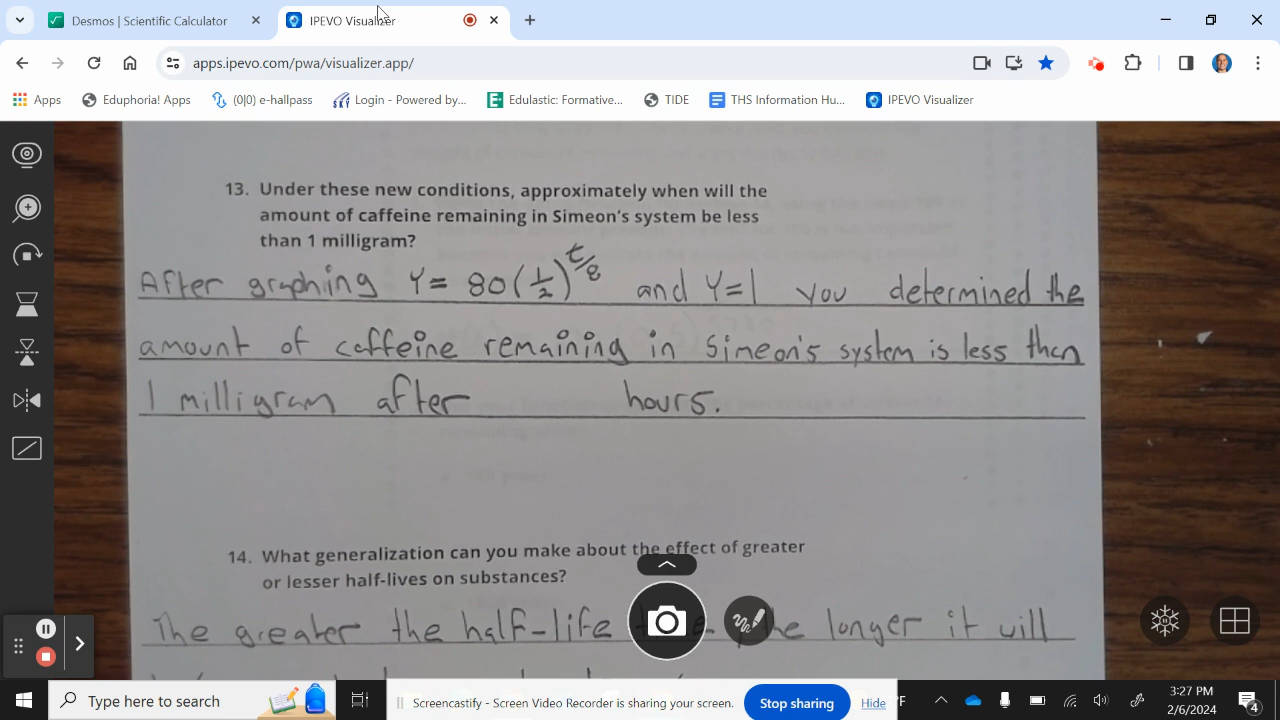 Desmos | Scientific Calculator
IPEVO Visualizer
apps.ipevo.com/pwa/visualizer.app/
Apps
Eduphoria! Apps
(0|0) e-hallpass
Login - Powered by...
Edulastic: Formative...
TIDE
THS Information Hu...
IPEVO Visualizer
13. Under these new conditions, approximately when will the
amount of caffeine remaining in Simeon's system be less
than 1 milligram?
After graphing Y = 80(1/2)^t/8 and Y=1 you determined the
amount of caffeine remaining in Simeon's system is less than
1 milligram after hours.
14. What generalization can you make about the effect of greater
or lesser half-lives on substances?
The greater the half-life the longer it will
Type here to search
Screencastify - Screen Video Recorder is sharing your screen.
Stop sharing
Hide
3:27 PM
2/6/2024
4